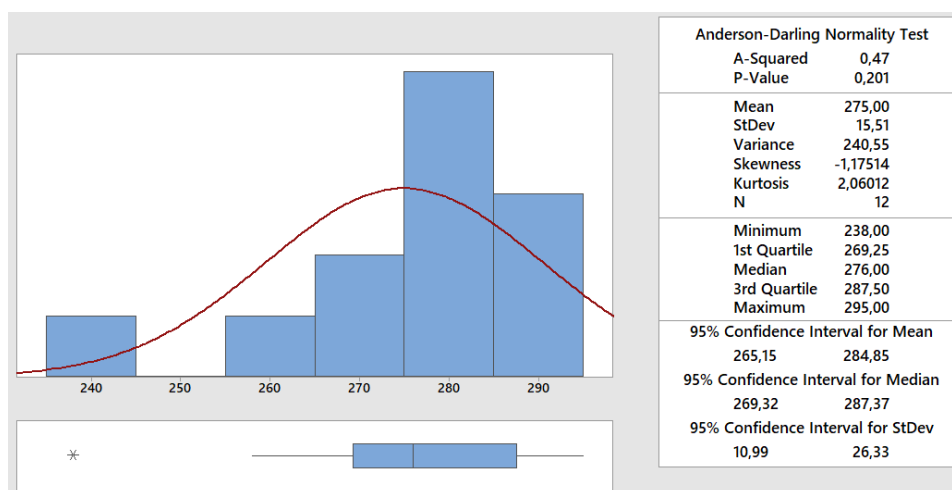 Anderson-Darling Normality Test
A-Squared 0,47
P-Value 0,201
Mean 275,00
StDev 15,51
Variance 240,55
Skewness -1,17514
Kurtosis 2,06012
N 12
Minimum 238,00
1st Quartile 269,25
Median 276,00
3rd Quartile 287,50
Maximum 295,00
95% Confidence Interval for Mean
265,15 284,85
95% Confidence Interval for Median
269,32 287,37
95% Confidence Interval for StDev
10,99 26,33
240 250 260 270 280 290